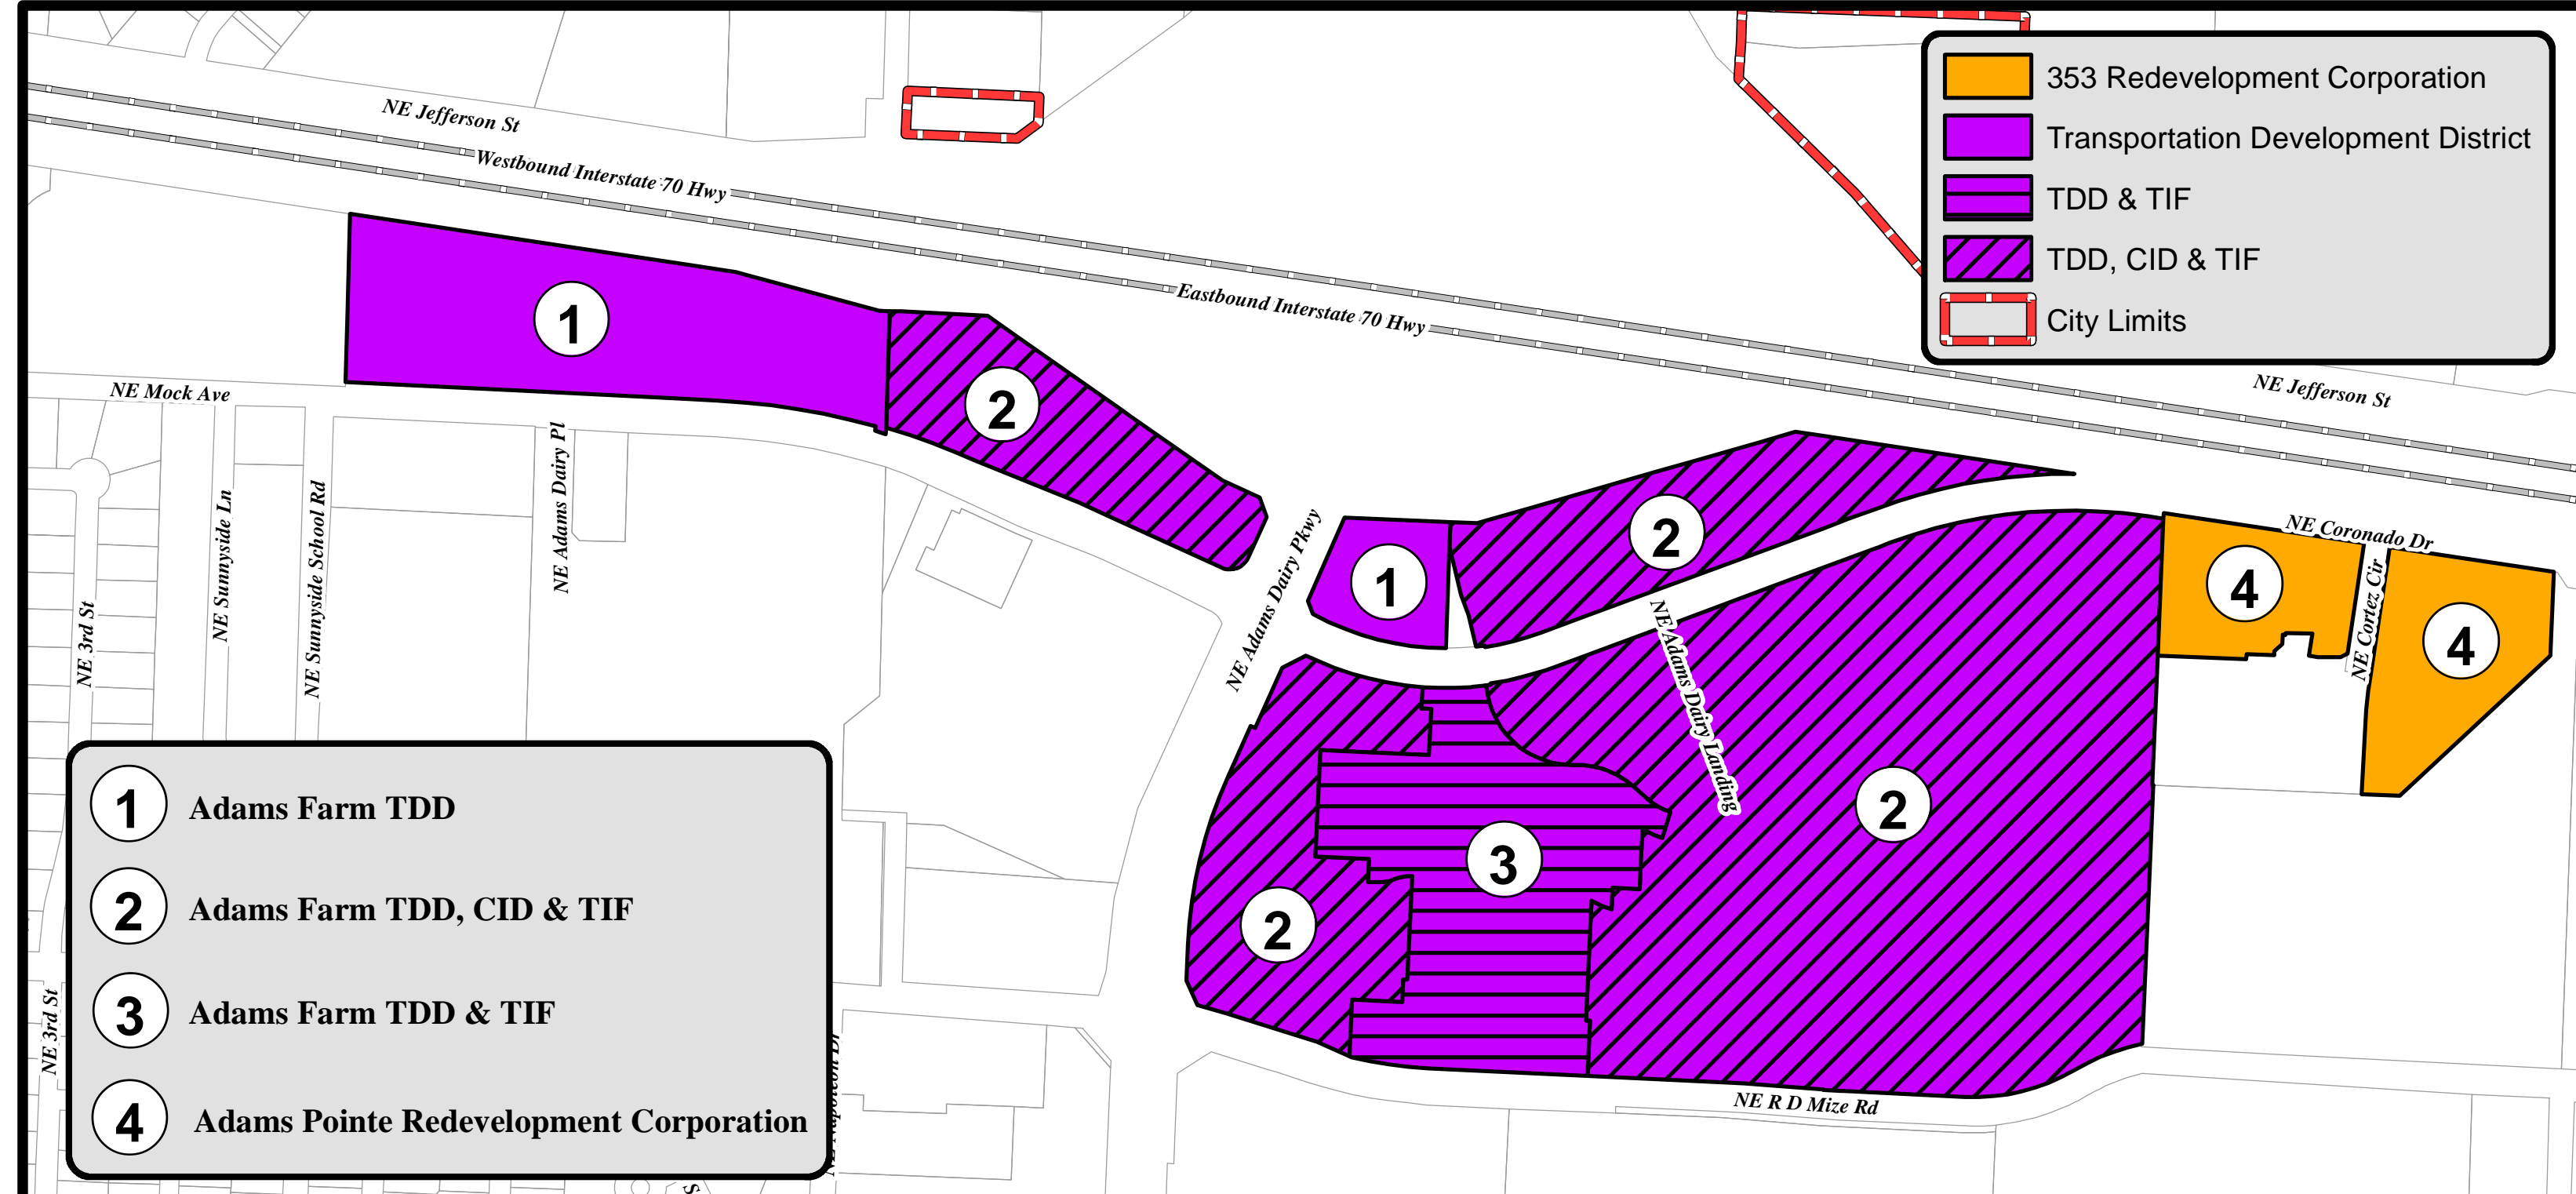 353 Redevelopment Corporation
Transportation Development District
TDD & TIF
TDD, CID & TIF
City Limits
NE Jefferson St
Westbound Interstate 70 Hwy
Eastbound Interstate 70 Hwy
NE Jefferson St
1
2
NE Mock Ave
NE Adams Dairy Pl
NE Sunnyside Ln
NE Sunnyside School Rd
NE 3rd St
NE Adams Dairy Pkwy
1
2
NE Adams Dairy Landing
NE Coronado Dr
4
NE Cortez Cir
4
2
3
2
NE R D Mize Rd
NE 3rd St
1 Adams Farm TDD
2 Adams Farm TDD, CID & TIF
3 Adams Farm TDD & TIF
4 Adams Pointe Redevelopment Corporation